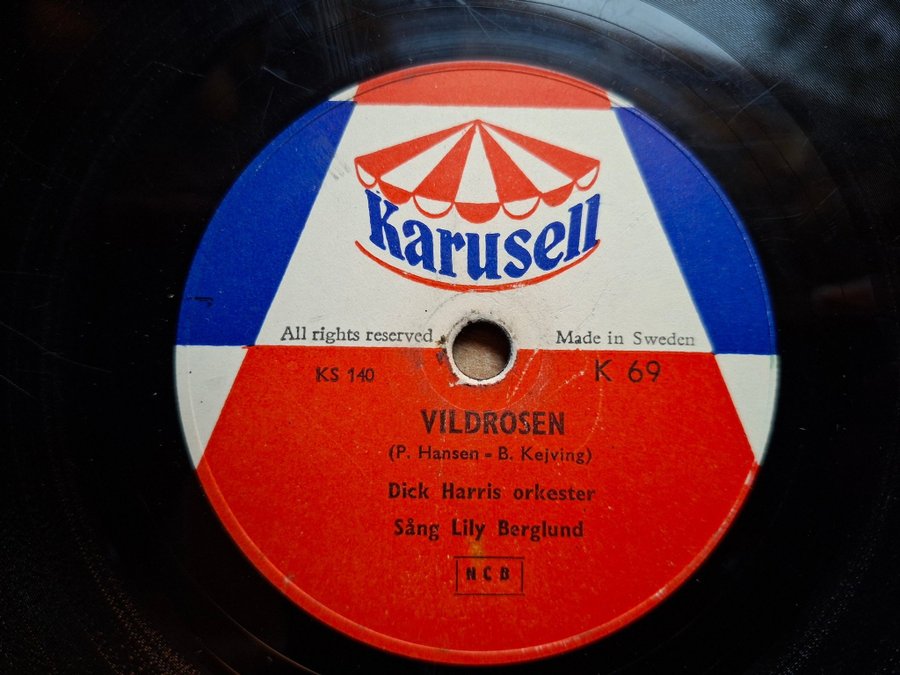 Karusell
All rights reserved
Made in Sweden
KS 140
K 69
VILDROSEN
(P. Hansen - B. Kejving)
Dick Harris orkester
Sång Lily Berglund
NCB